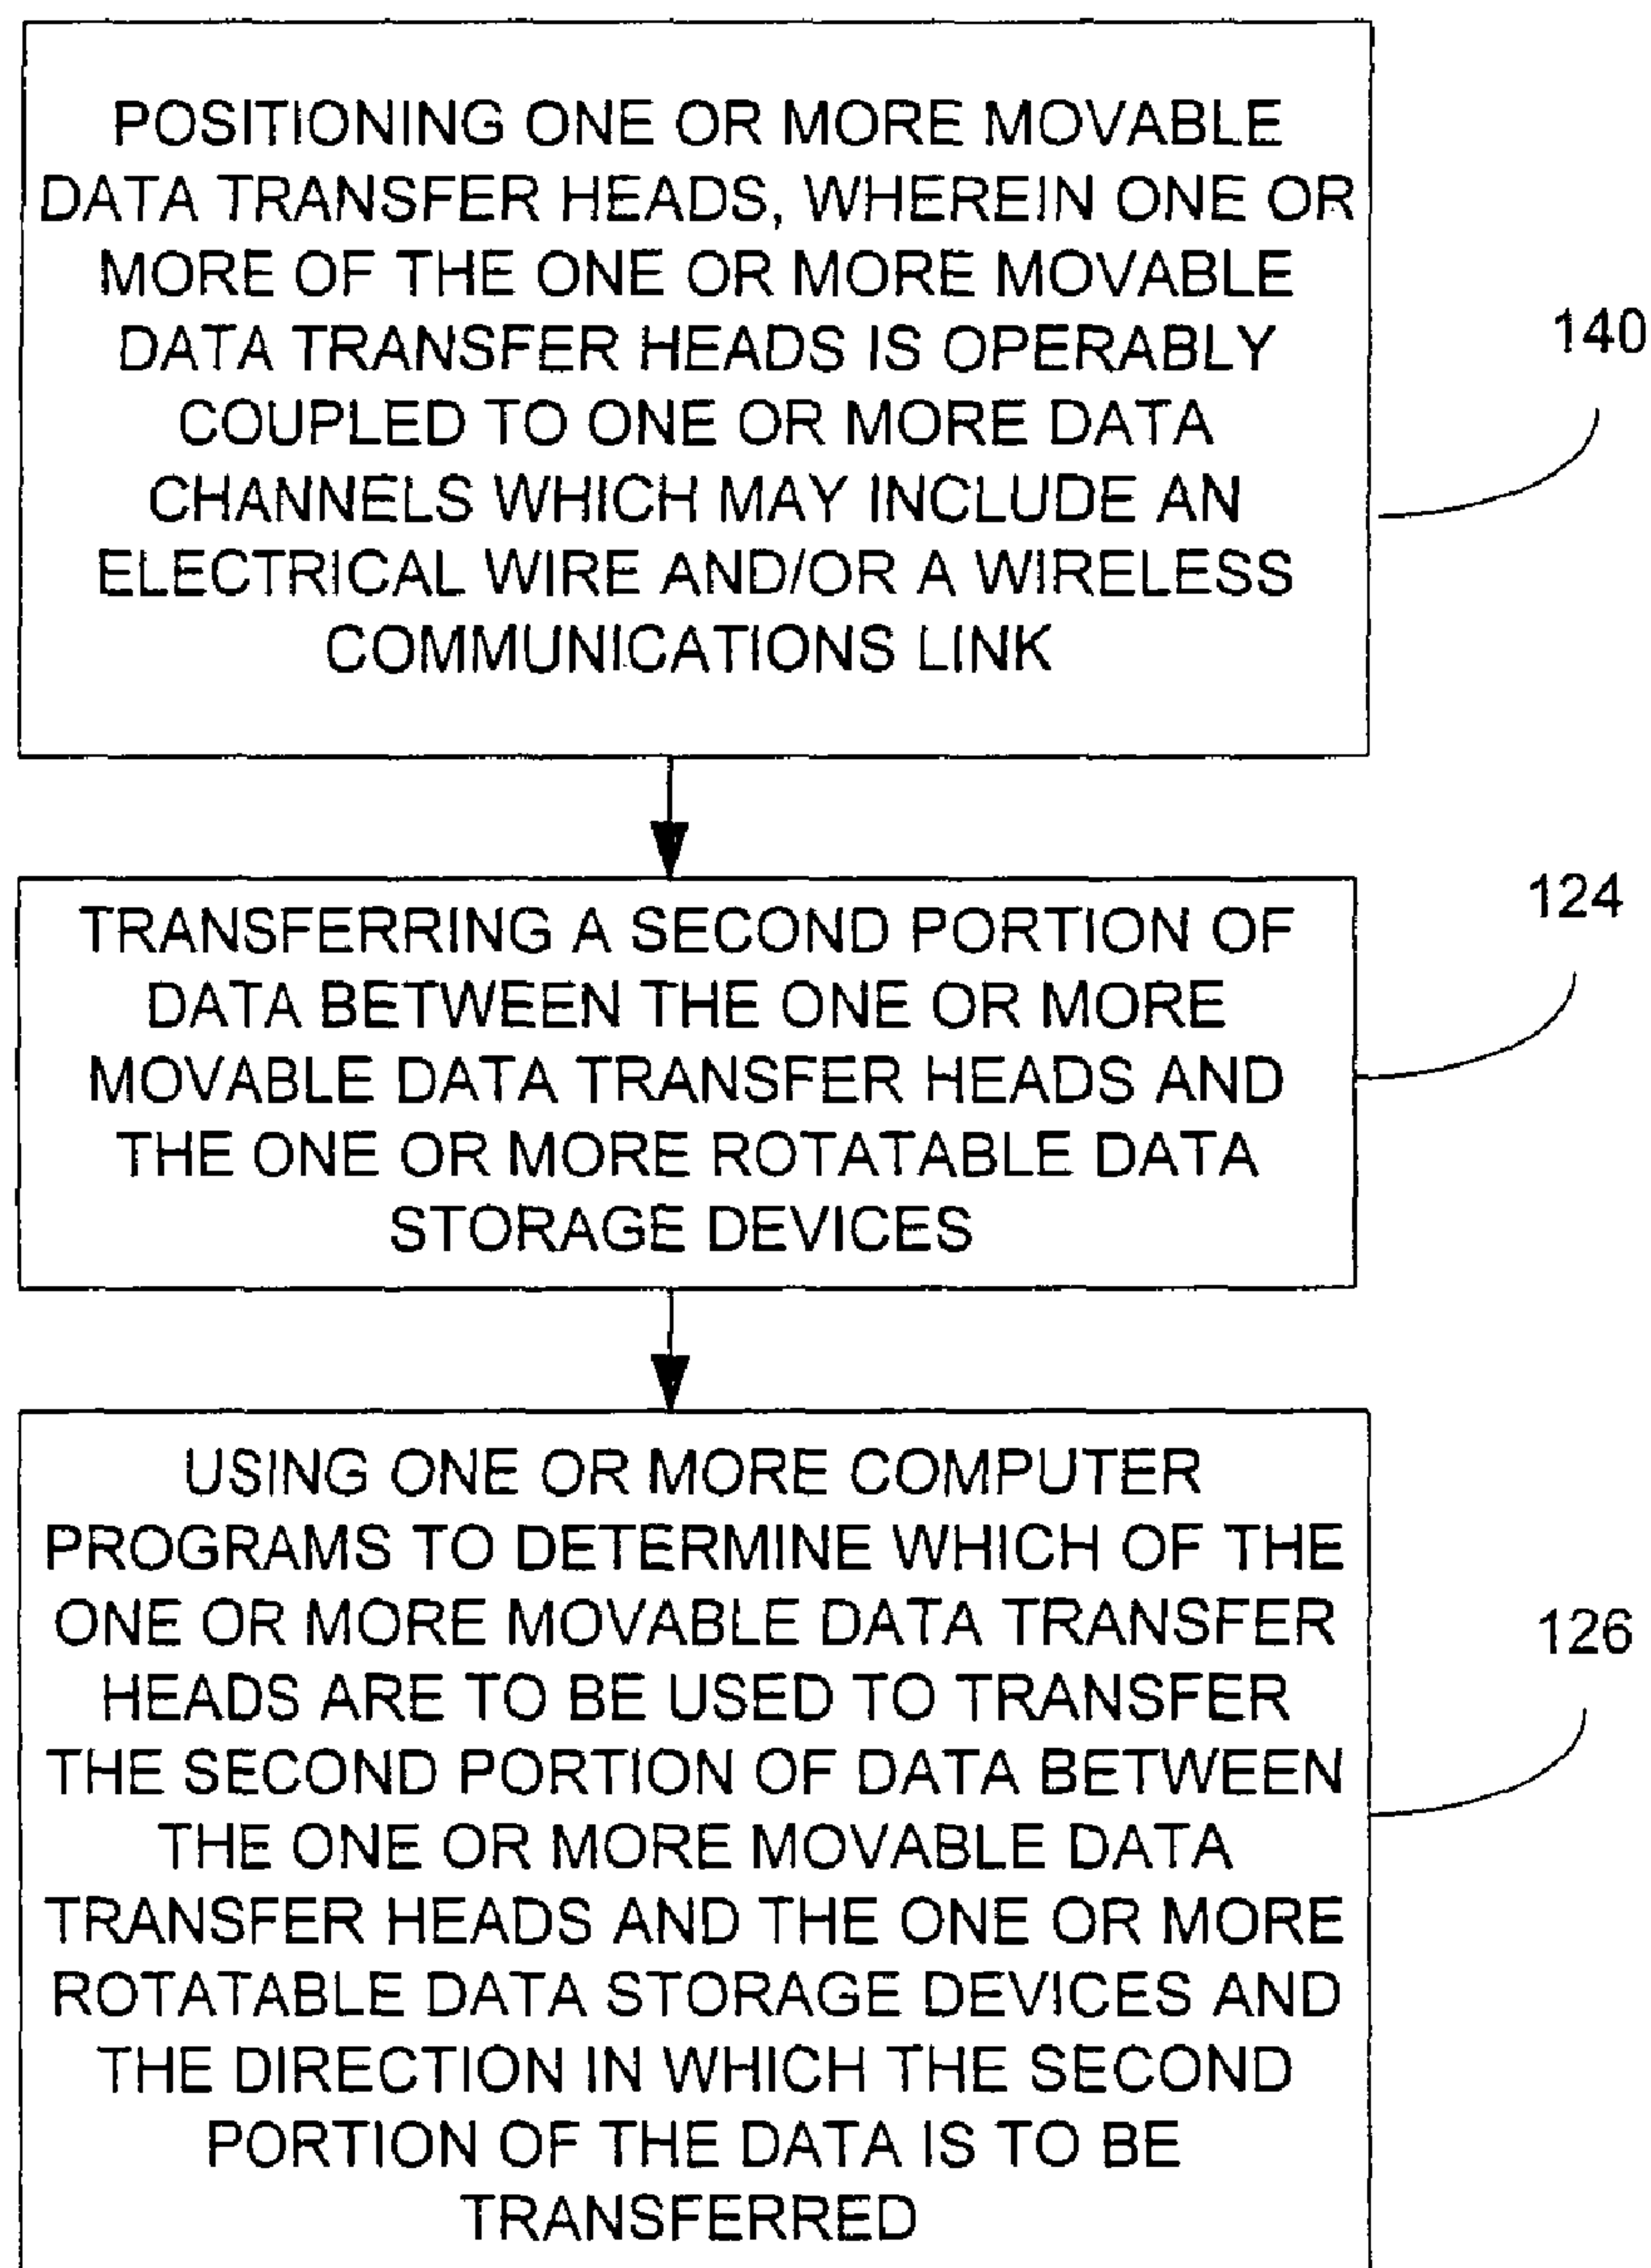 POSITIONING ONE OR MORE MOVABLE
DATA TRANSFER HEADS, WHEREIN ONE OR
MORE OF THE ONE OR MORE MOVABLE
DATA TRANSFER HEADS IS OPERABLY
COUPLED TO ONE OR MORE DATA
CHANNELS WHICH MAY INCLUDE AN
ELECTRICAL WIRE AND/OR A WIRELESS
COMMUNICATIONS LINK
140
TRANSFERRING A SECOND PORTION OF
DATA BETWEEN THE ONE OR MORE
MOVABLE DATA TRANSFER HEADS AND
THE ONE OR MORE ROTATABLE DATA
STORAGE DEVICES
124
USING ONE OR MORE COMPUTER
PROGRAMS TO DETERMINE WHICH OF THE
ONE OR MORE MOVABLE DATA TRANSFER
HEADS ARE TO BE USED TO TRANSFER
THE SECOND PORTION OF DATA BETWEEN
THE ONE OR MORE MOVABLE DATA
TRANSFER HEADS AND THE ONE OR MORE
ROTATABLE DATA STORAGE DEVICES AND
THE DIRECTION IN WHICH THE SECOND
PORTION OF THE DATA IS TO BE
TRANSFERRED
126